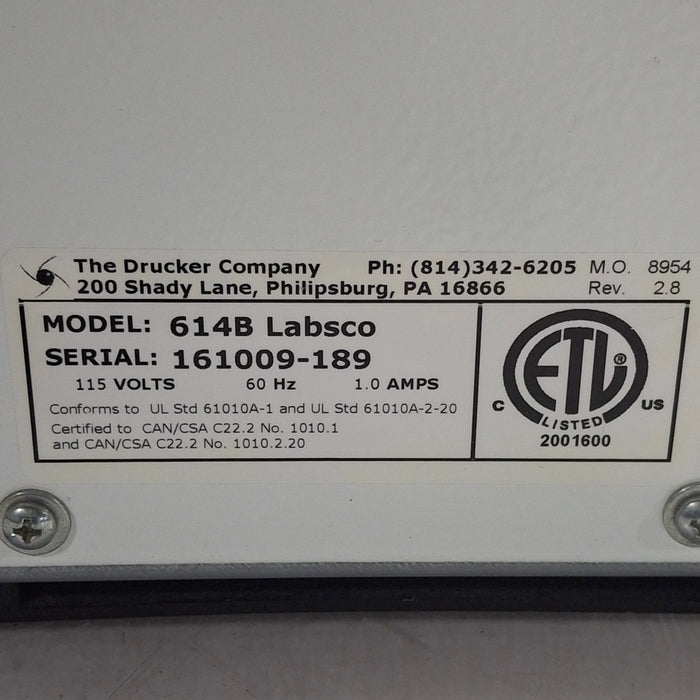 The Drucker Company Ph: (814)342-6205 M.O. 8954
200 Shady Lane, Philipsburg, PA 16866 Rev. 2.8
MODEL: 614B Labsco
SERIAL: 161009-189
115 VOLTS 60 Hz 1.0 AMPS
Conforms to UL Std 61010A-1 and UL Std 61010A-2-20
Certified to CAN/CSA C22.2 No. 1010.1
and CAN/CSA C22.2 No. 1010.2.20
ETL ®
C US
LISTED
2001600